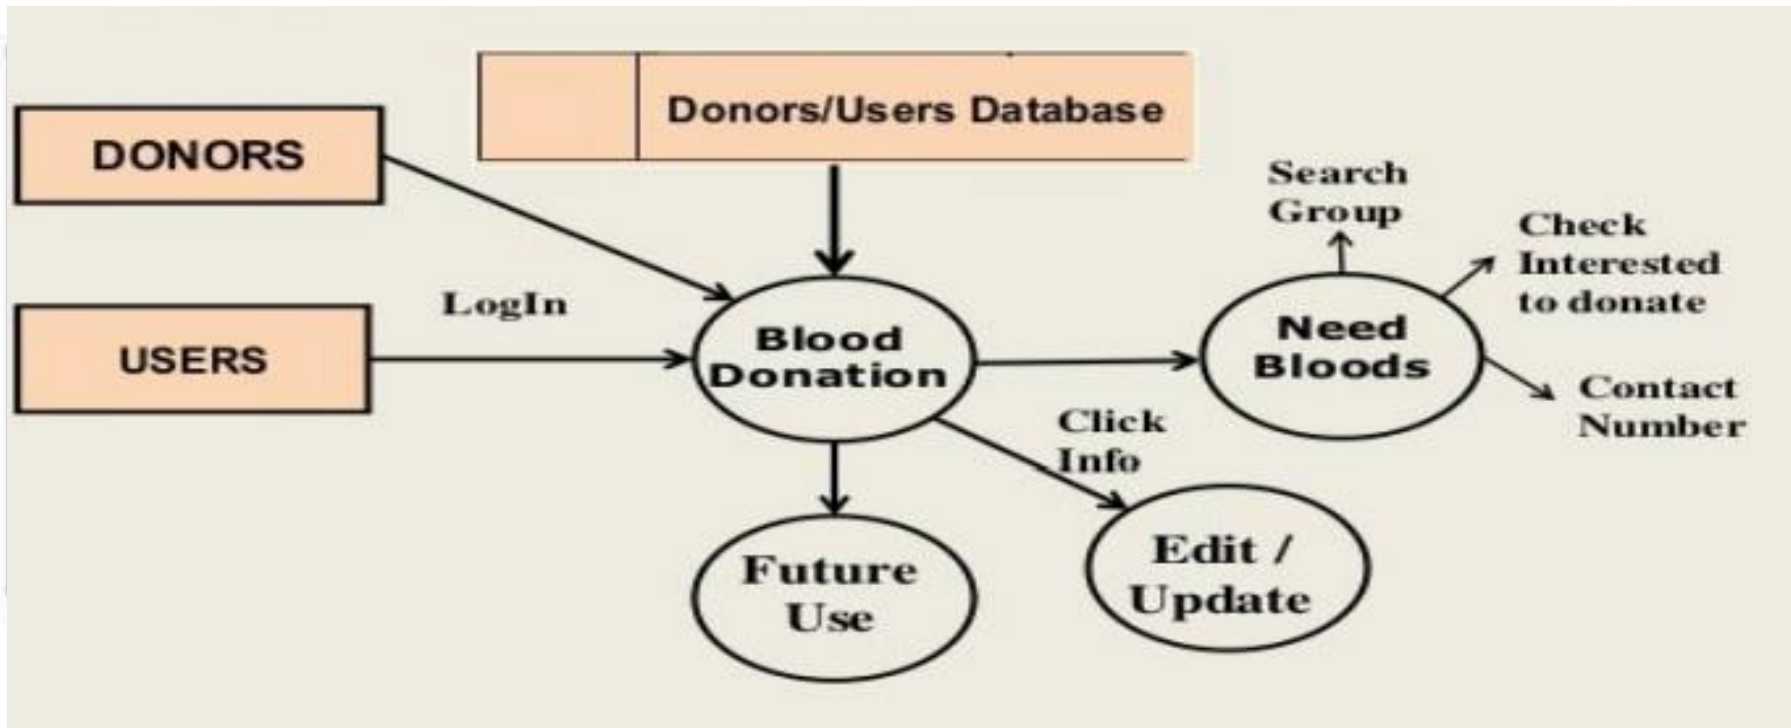 Donors/Users Database
DONORS
Search
Group
Check
Interested
to donate
LogIn
USERS
Blood
Donation
Need
Bloods
Contact
Number
Click
Info
Future
Use
Edit /
Update